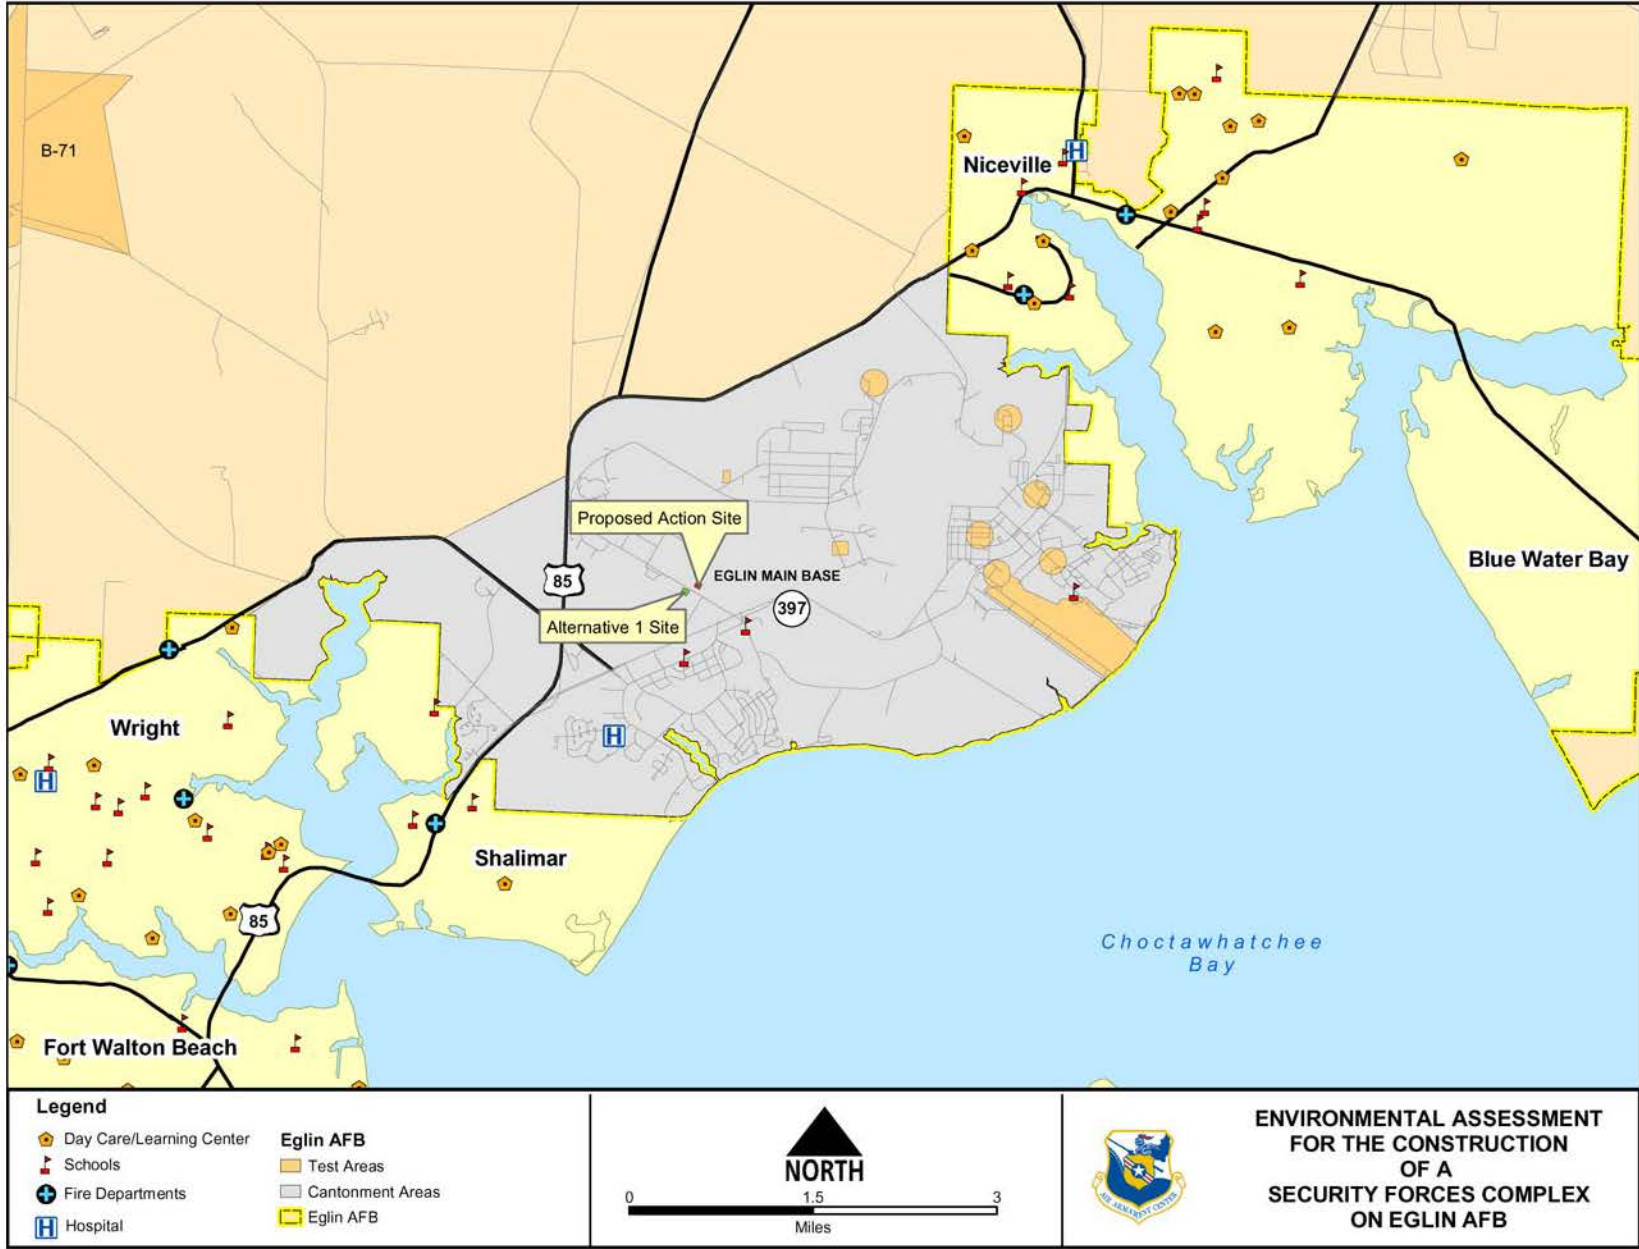 B-71
Niceville
Proposed Action Site
85
EGLIN MAIN BASE
397
Alternative 1 Site
Blue Water Bay
Wright
Shalimar
85
Choctawhatchee
Bay
Fort Walton Beach
Legend
Day Care/Learning Center
Schools
Fire Departments
H Hospital
Eglin AFB
Test Areas
Cantonment Areas
Eglin AFB
NORTH
0 1.5 3
Miles
AIR ARMAMENT CENTER
ENVIRONMENTAL ASSESSMENT
FOR THE CONSTRUCTION
OF A
SECURITY FORCES COMPLEX
ON EGLIN AFB
H
H
H